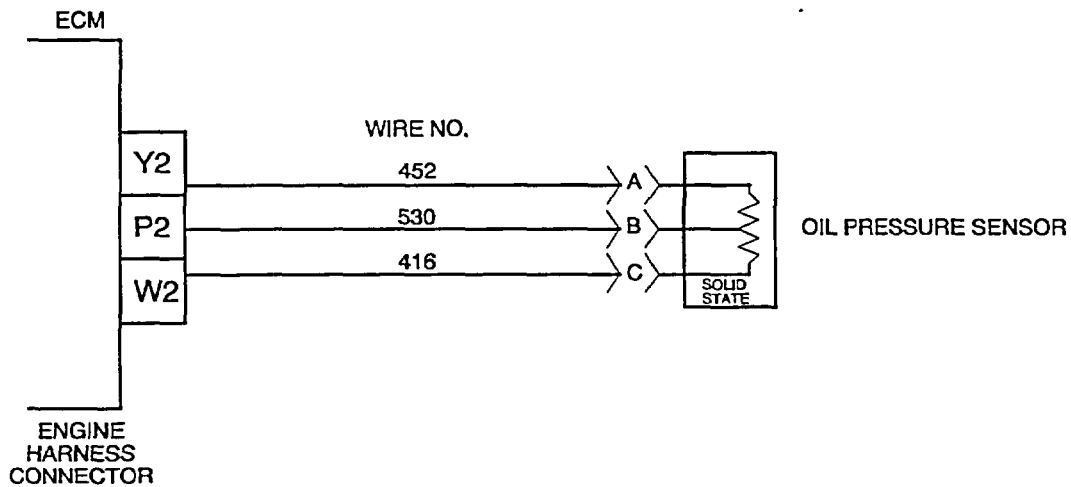 ECM
WIRE NO.
Y2
452
A
P2
530
B
OIL PRESSURE SENSOR
W2
416
C
SOLID
STATE
ENGINE
HARNESS
CONNECTOR